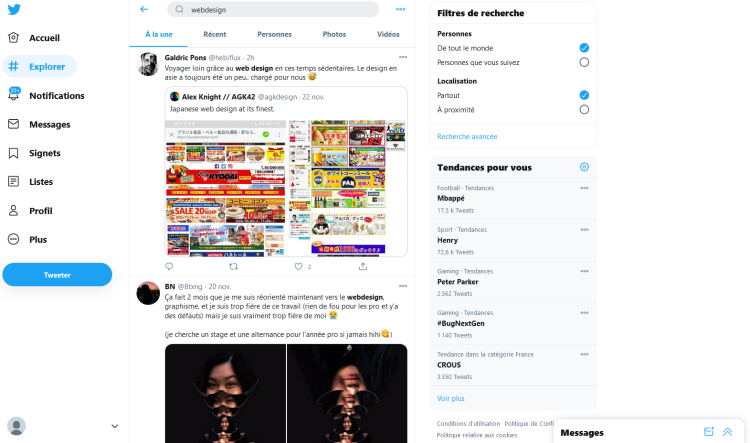 webdesign
Accueil
Explorer
20+
Notifications
Messages
Signets
Listes
Profil
Plus
Tweeter
À la une
Récent
Personnes
Photos
Vidéos
Galdric Pons @hebiflux · 2h
Voyager loin grâce au web design en ces temps sédentaires. Le design en
asie a toujours été un peu.. chargé pour nous 😅
Alex Knight // AGK42 @agkdesign · 22 nov.
Japanese web design at its finest.
KYODAI
SALE 20%OFF
2
BN @Btxng · 20 nov.
Ça fait 2 mois que je me suis réorienté maintenant vers le webdesign,
graphisme, et je suis trop fière de ce travail (rien de fou pour les pro et y'a
des défauts) mais je suis vraiment trop fière de moi 😭
(je cherche un stage et une alternance pour l'année pro si jamais hihi😋)
Filtres de recherche
Personnes
De tout le monde
Personnes que vous suivez
Localisation
Partout
À proximité
Recherche avancée
Tendances pour vous
Football · Tendances
Mbappé
17,5 k Tweets
Sport · Tendances
Henry
72,6 k Tweets
Gaming · Tendances
Peter Parker
2 362 Tweets
Gaming · Tendances
#BugNextGen
1 140 Tweets
Tendance dans la catégorie France
CROUS
3 350 Tweets
Voir plus
Conditions d'utilisation Politique de Conf
Politique relative aux cookies
Messages